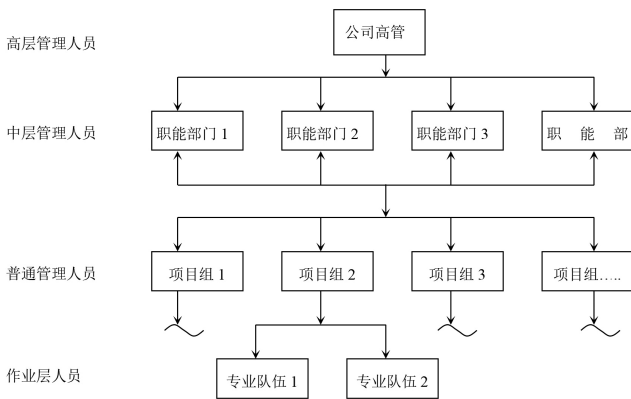 高层管理人员
公司高管
中层管理人员
职能部门 1
职能部门 2
职能部门 3
职 能 部
普通管理人员
项目组 1
项目组 2
项目组 3
项目组…..
作业层人员
专业队伍 1
专业队伍 2